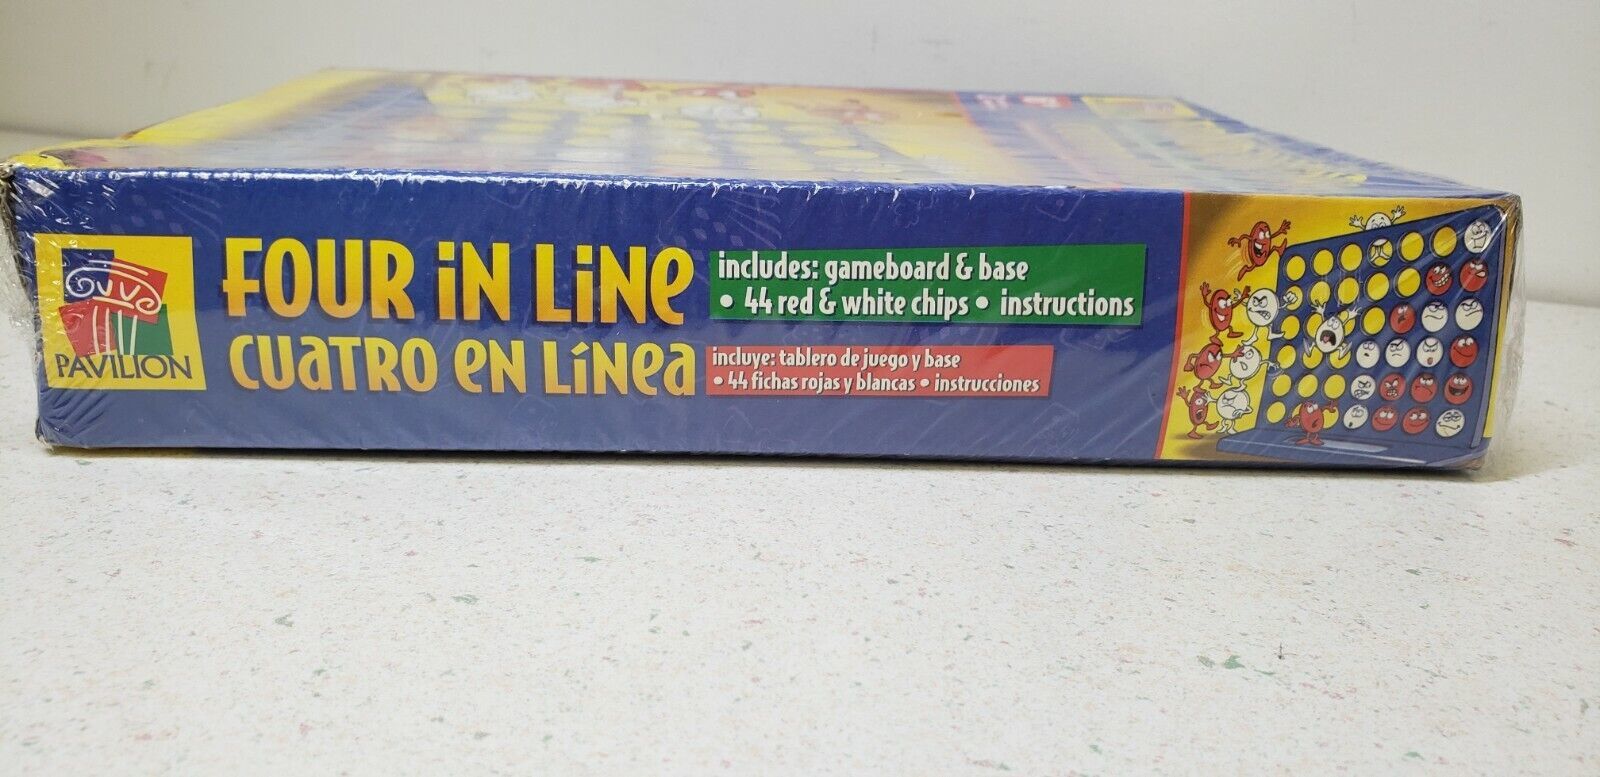 PAVILION
FOUR iN LiNe
CUaTRO eN LíNea
includes: gameboard & base
• 44 red & white chips • instructions
incluye: tablero de juego y base
• 44 fichas rojas y blancas • instrucciones